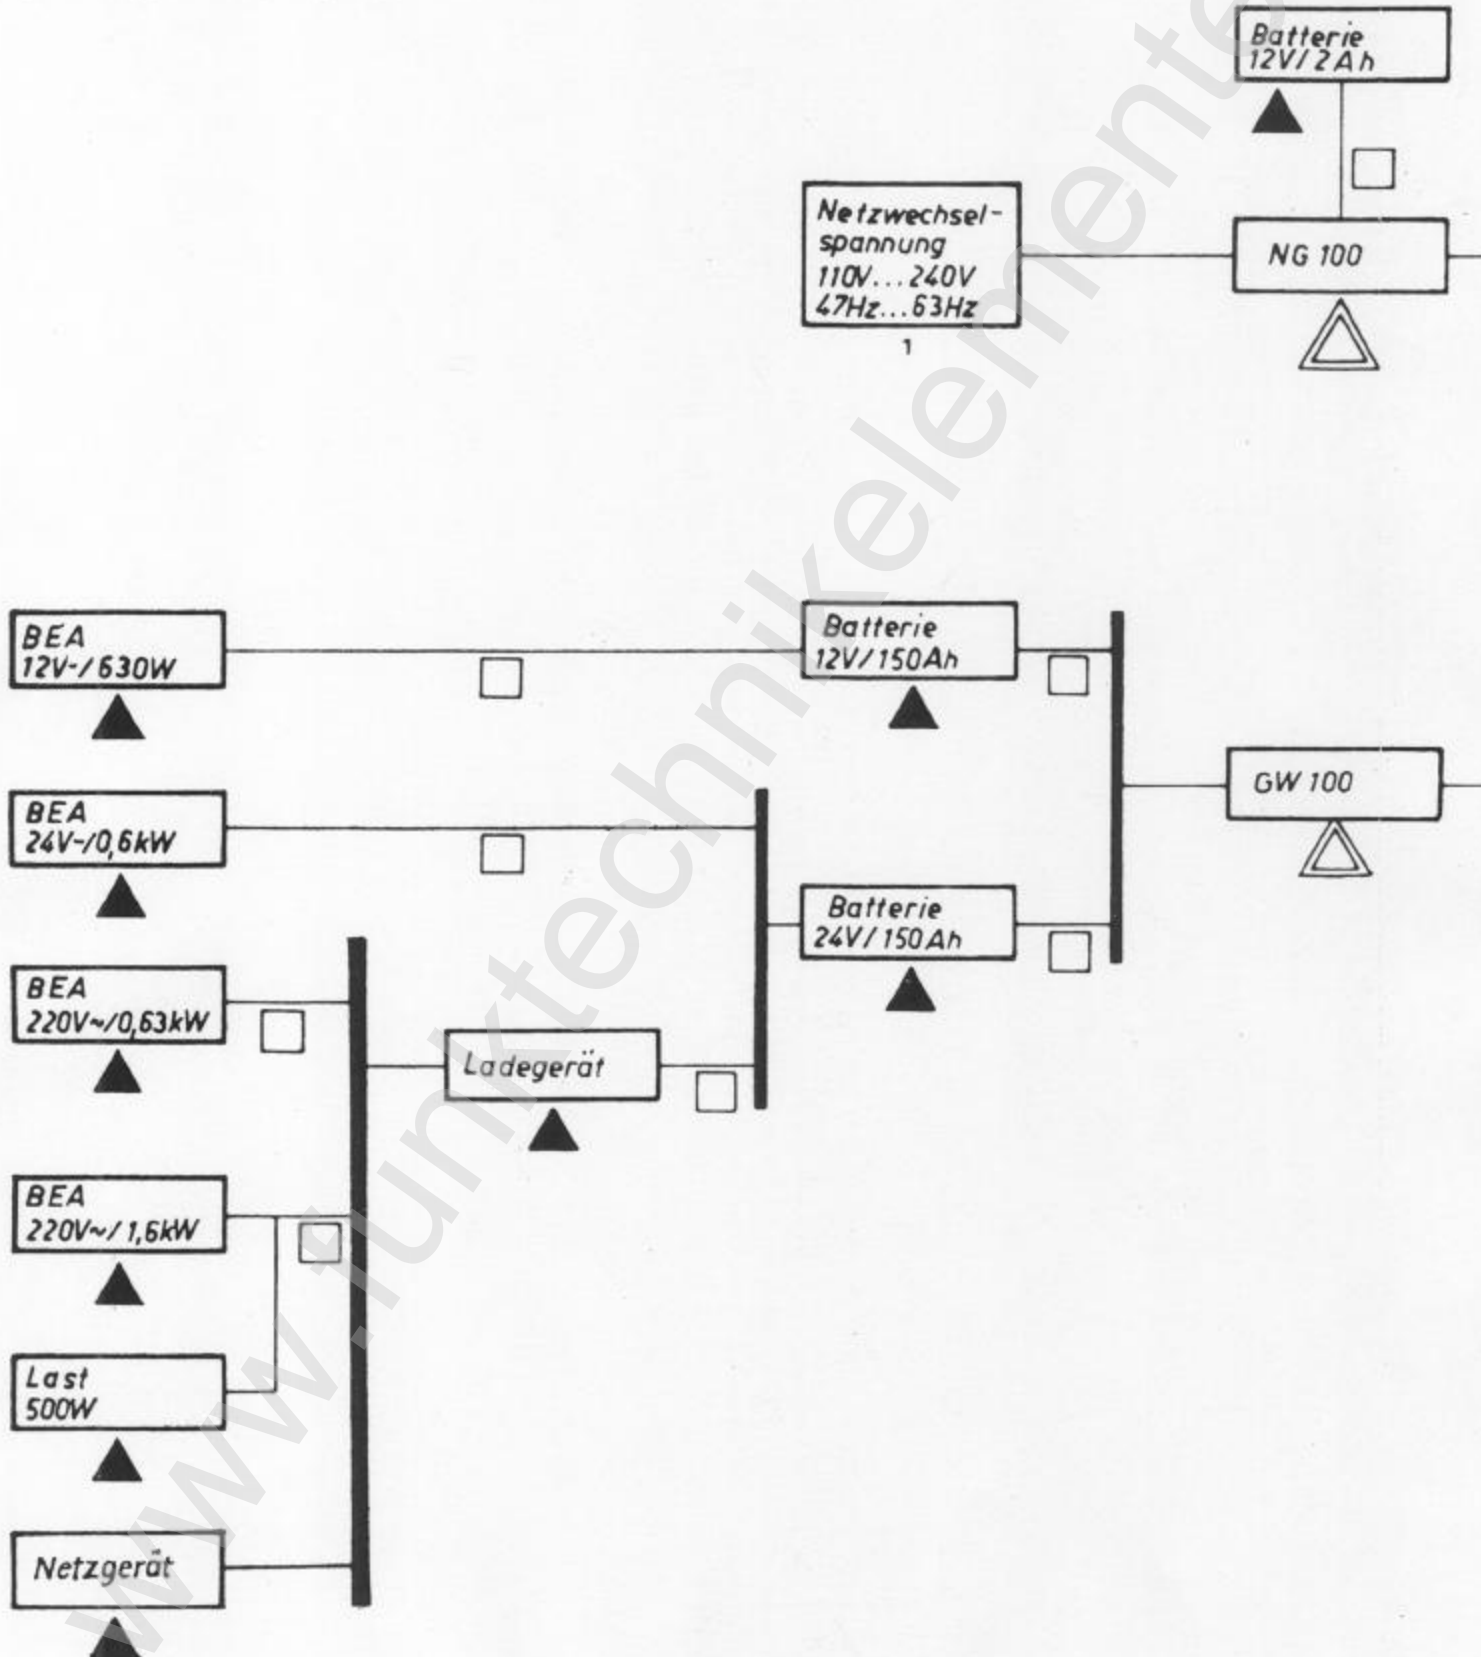 Batterie
12V/2Ah
Netzwechsel-
spannung
110V...240V
47Hz...63Hz
1
NG 100
BEA
12V-/630W
Batterie
12V/150Ah
GW 100
BEA
24V-/0,6kW
Batterie
24V/150Ah
BEA
220V~/0,63kW
Ladegerät
BEA
220V~/1,6kW
Last
500W
Netzgerät
www.funktechnikelemente